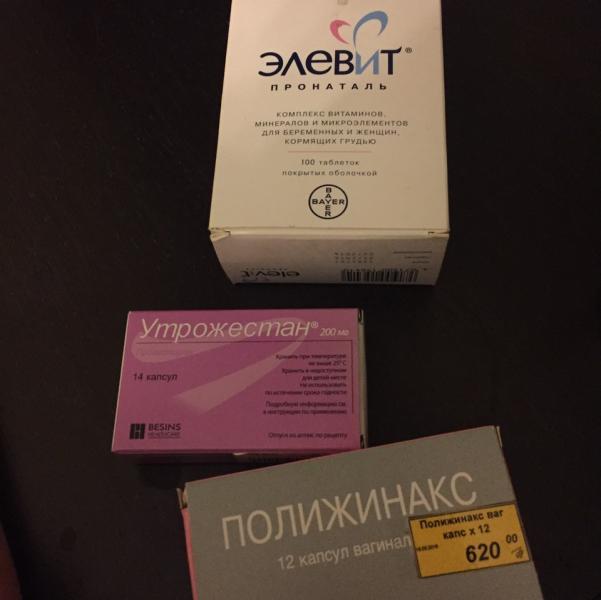 ЭЛЕВИТ®
ПРОНАТАЛЬ
КОМПЛЕКС ВИТАМИНОВ,
МИНЕРАЛОВ И МИКРОЭЛЕМЕНТОВ
ДЛЯ БЕРЕМЕННЫХ И ЖЕНЩИН,
КОРМЯЩИХ ГРУДЬЮ
100 таблеток
покрытых оболочкой
BAYER
BAYER
elevit
Утрожестан® 200 мг
14 капсул
Хранить при температуре
не выше 25°C
Хранить в недоступном
для детей месте
Не использовать
по истечении срока годности
Подробную информацию см.
в инструкции по применению
BESINS
HEALTHCARE
Отпуск из аптек: по рецепту
ПОЛИЖИНАКС
12 капсул вагинал
Полижинакс ваг
капс x 12
620 00